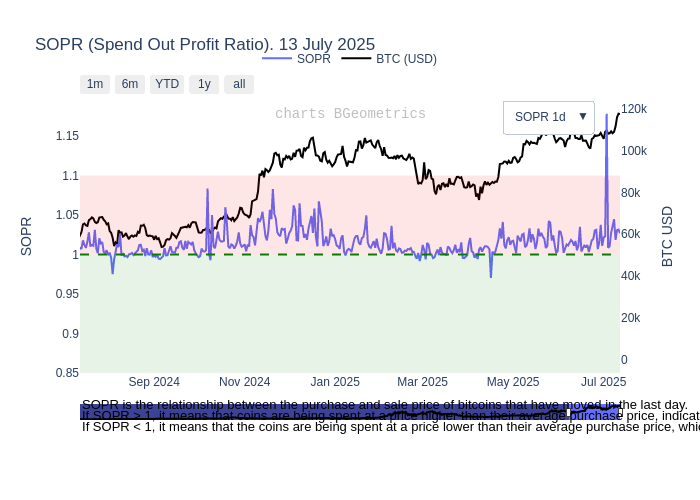 SOPR (Spend Out Profit Ratio). 13 July 2025
SOPR BTC (USD)
1m 6m YTD 1y all
charts BGeometrics
SOPR 1d ▼
1.15
1.1
1.05
1
0.95
0.9
0.85
SOPR
120k
100k
80k
60k
40k
20k
0
BTC USD
Sep 2024 Nov 2024 Jan 2025 Mar 2025 May 2025 Jul 2025
SOPR is the relationship between the purchase and sale price of bitcoins that have moved in the last day.
If SOPR > 1, it means that coins are being spent at a price higher than their average purchase price, indicat
If SOPR < 1, it means that the coins are being spent at a price lower than their average purchase price, whi